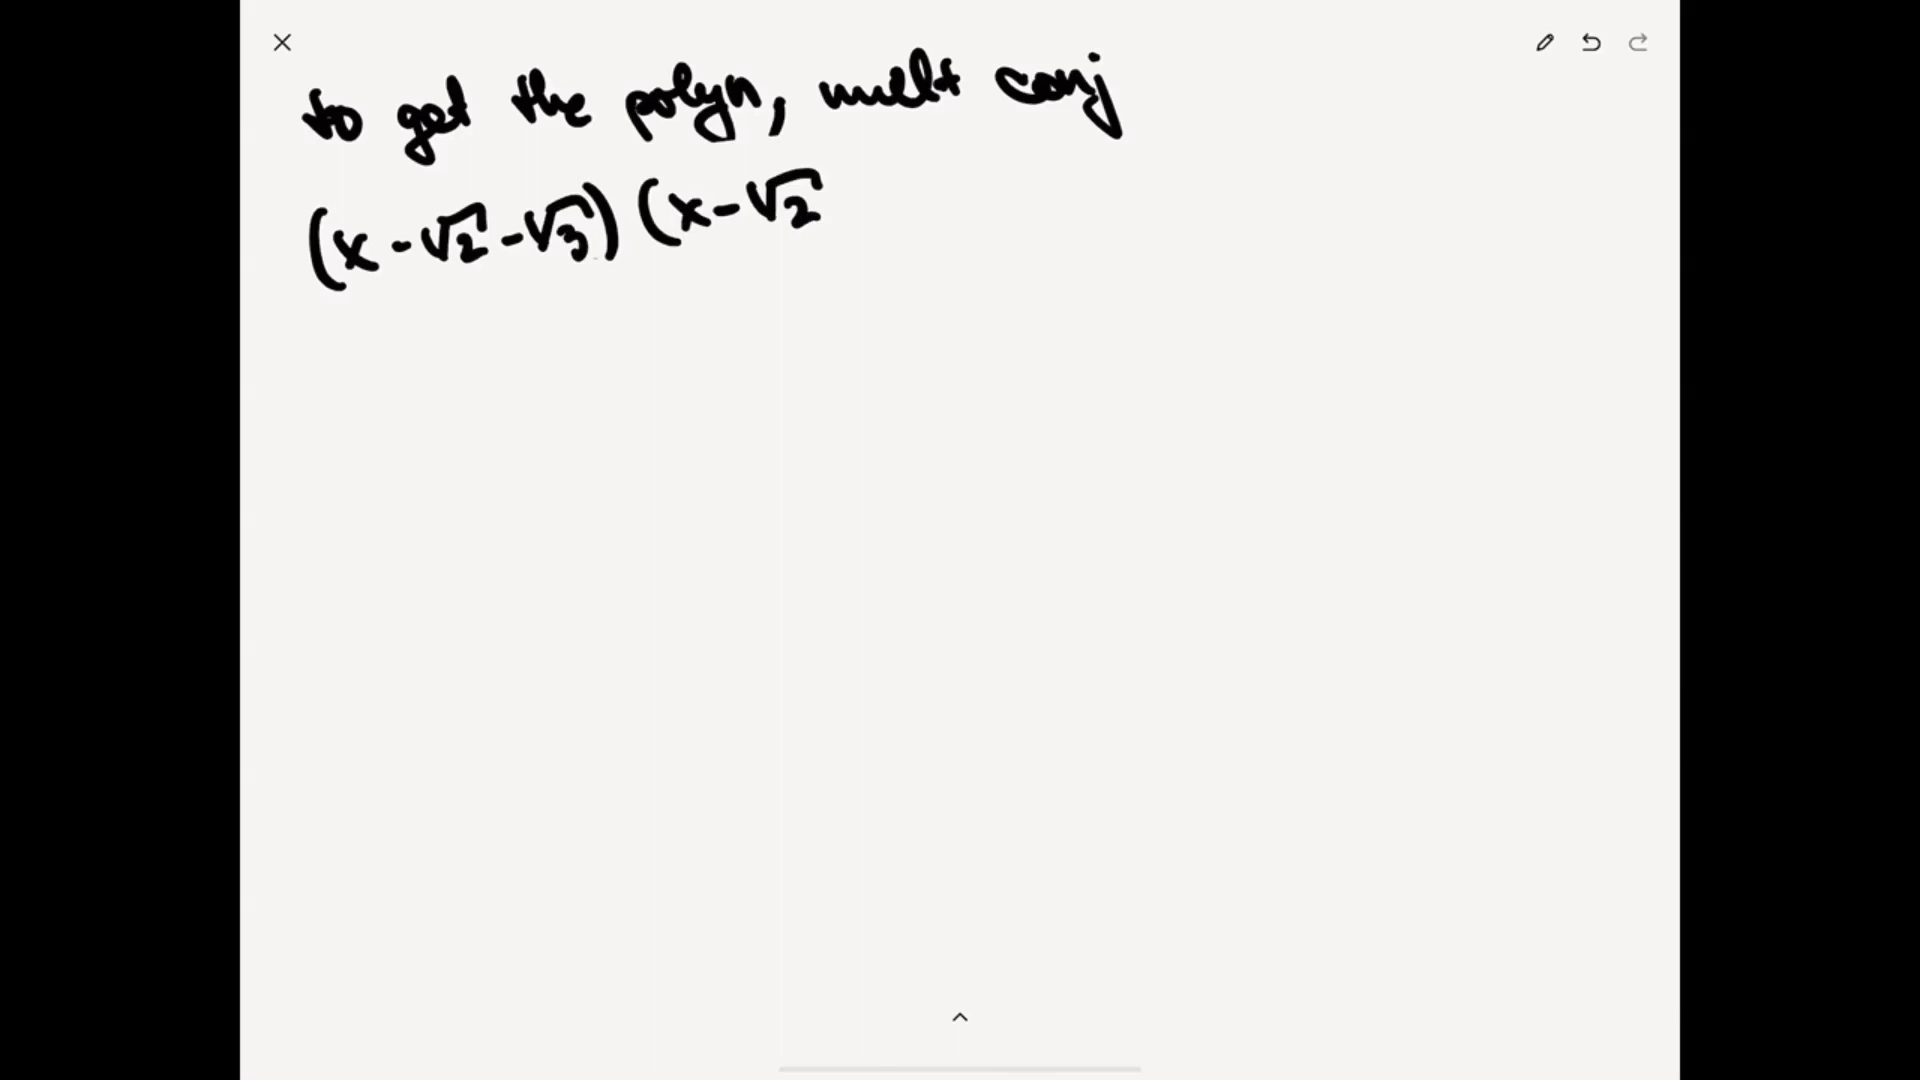 to get the polyn, mult conj
(x - √2 - √3) (x - √2